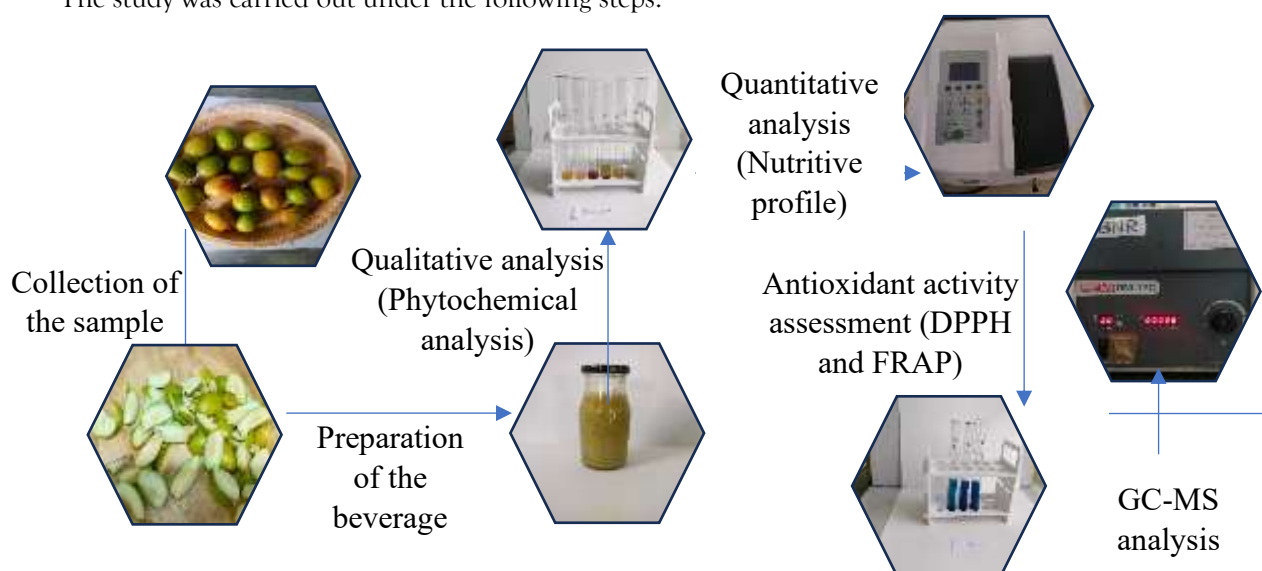 The study was carried out under the following steps:
Collection of
the sample
Preparation
of the
beverage
Qualitative analysis
(Phytochemical
analysis)
Quantitative
analysis
(Nutritive
profile)
Antioxidant activity
assessment (DPPH
and FRAP)
GC-MS
analysis